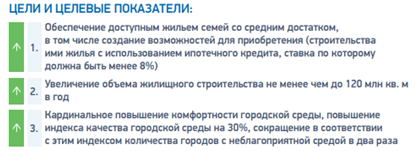 ЦЕЛИ И ЦЕЛЕВЫЕ ПОКАЗАТЕЛИ:
1. Обеспечение доступным жильем семей со средним достатком,
в том числе создание возможностей для приобретения (строительства
ими жилья с использованием ипотечного кредита, ставка по которому
должна быть менее 8%)
2. Увеличение объема жилищного строительства не менее чем до 120 млн кв. м
в год
3. Кардинальное повышение комфортности городской среды, повышение
индекса качества городской среды на 30%, сокращение в соответствии
с этим индексом количества городов с неблагоприятной средой в два раза